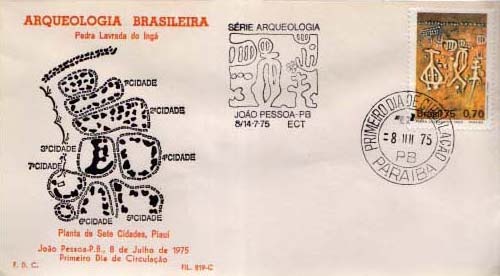 ARQUEOLOGIA BRASILEIRA
Pedra Lavrada do Ingá
1ªCIDADE
2ªCIDADE
3ªCIDADE
4ªCIDADE
7ªCIDADE
6ªCIDADE
5ªCIDADE
Planta de Sete Cidades, Piauí
João Pessoa-P.B., 8 de Julho de 1975
Primeiro Dia de Circulação
F. D. C.
FIL. 819-C
SÉRIE ARQUEOLOGIA
JOÃO PESSOA-PB
8/14-7-75 ECT
Brasil 75 0,70
PRIMEIRO DIA DE CIRCULAÇÃO
-8 JUL 75
PB
PARAÍBA